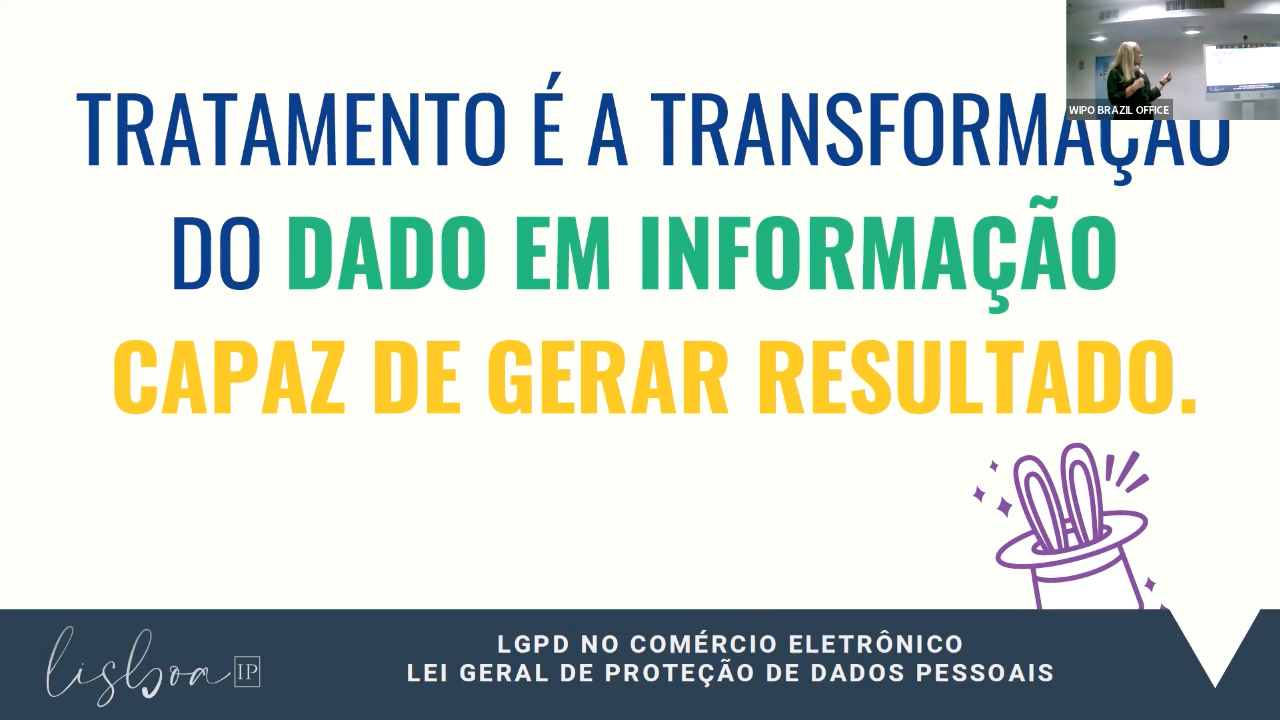 WIPO BRAZIL OFFICE
TRATAMENTO É A TRANSFORMAÇÃO
DO DADO EM INFORMAÇÃO
CAPAZ DE GERAR RESULTADO.
lisboa IP
LGPD NO COMÉRCIO ELETRÔNICO
LEI GERAL DE PROTEÇÃO DE DADOS PESSOAIS